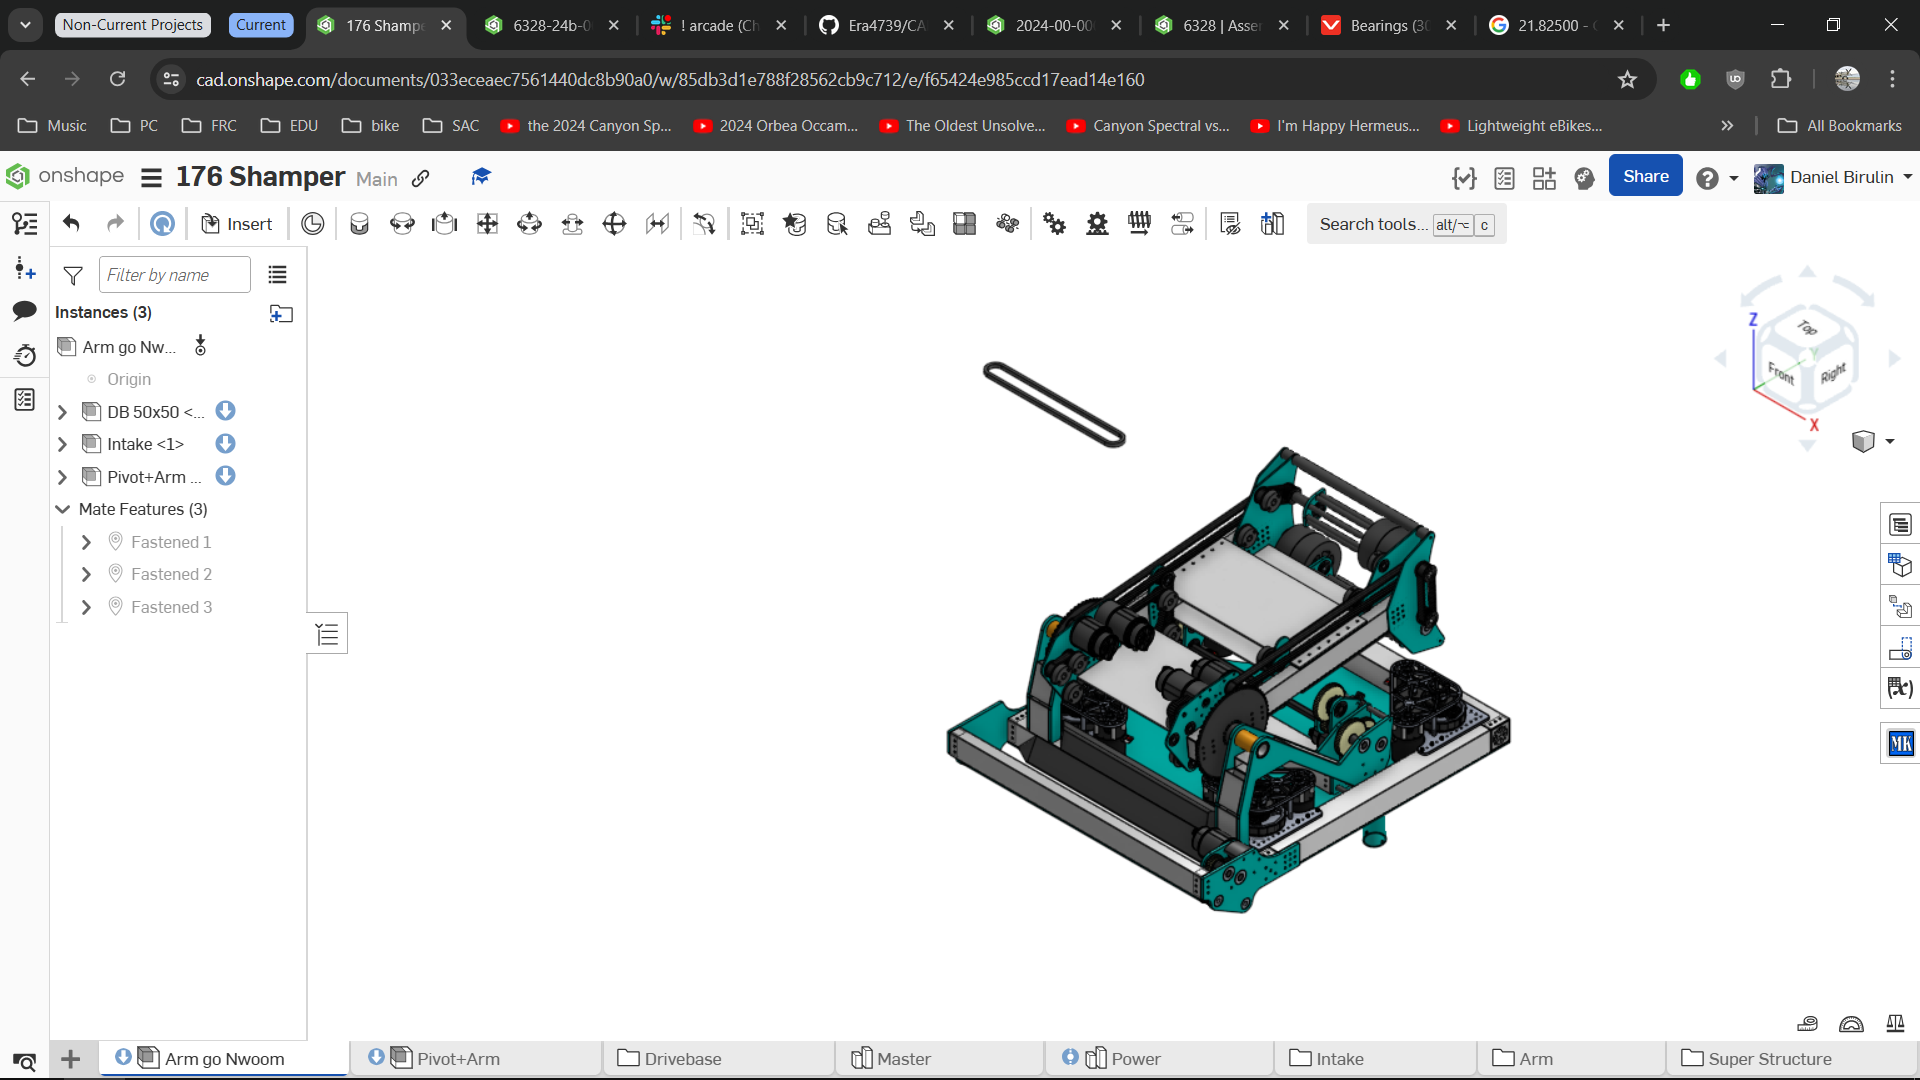 Non-Current Projects
Current
176 Shampe
6328-24b-0
! arcade (Ch
Era4739/CA
2024-00-00
6328 | Asser
Bearings (30
21.82500 -
cad.onshape.com/documents/033eceaec7561440dc8b90a0/w/85db3d1e788f28562cb9c712/e/f65424e985ccd17ead14e160
Music
PC
FRC
EDU
bike
SAC
the 2024 Canyon Sp...
2024 Orbea Occam...
The Oldest Unsolve...
Canyon Spectral vs...
I'm Happy Hermeus...
Lightweight eBikes...
All Bookmarks
onshape
176 Shamper Main
Share
Daniel Birulin
Insert
Search tools... alt/⌥ c
Filter by name
Instances (3)
Arm go Nw...
Origin
DB 50x50 <...
Intake <1>
Pivot+Arm ...
Mate Features (3)
Fastened 1
Fastened 2
Fastened 3
Z
Top
Y
Front
Right
X
(x)
MK
Arm go Nwoom
Pivot+Arm
Drivebase
Master
Power
Intake
Arm
Super Structure